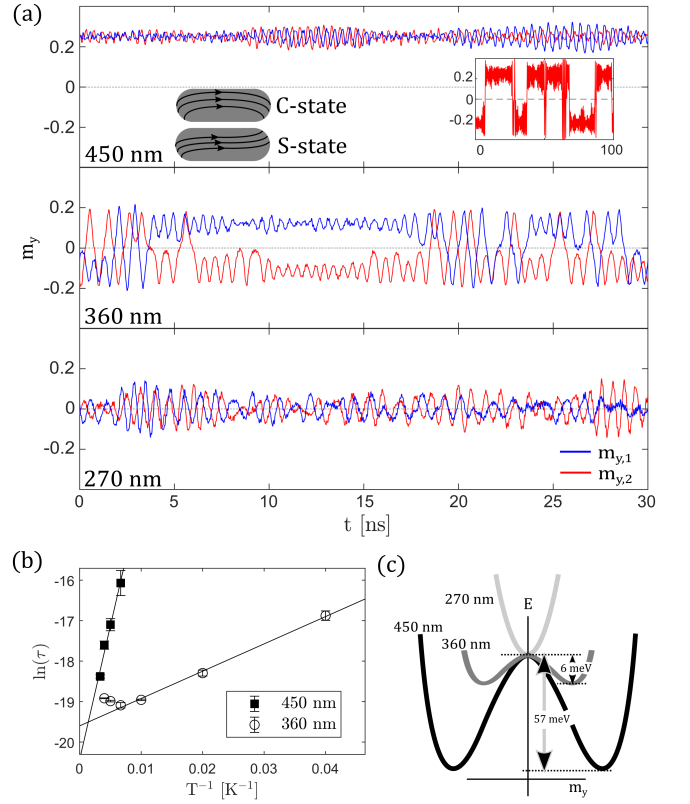 (a)
0.2
0
-0.2
450 nm
C-state
S-state
0.2
0
-0.2
0
100
m_y
0.2
0
-0.2
360 nm
0.2
0
-0.2
270 nm
m_y,1
m_y,2
0
5
10
15
20
25
30
t [ns]
(b)
ln(τ)
-16
-17
-18
-19
-20
450 nm
360 nm
0
0.01
0.02
0.03
0.04
T⁻¹ [K⁻¹]
(c)
270 nm
E
450 nm
360 nm
6 meV
57 meV
m_y